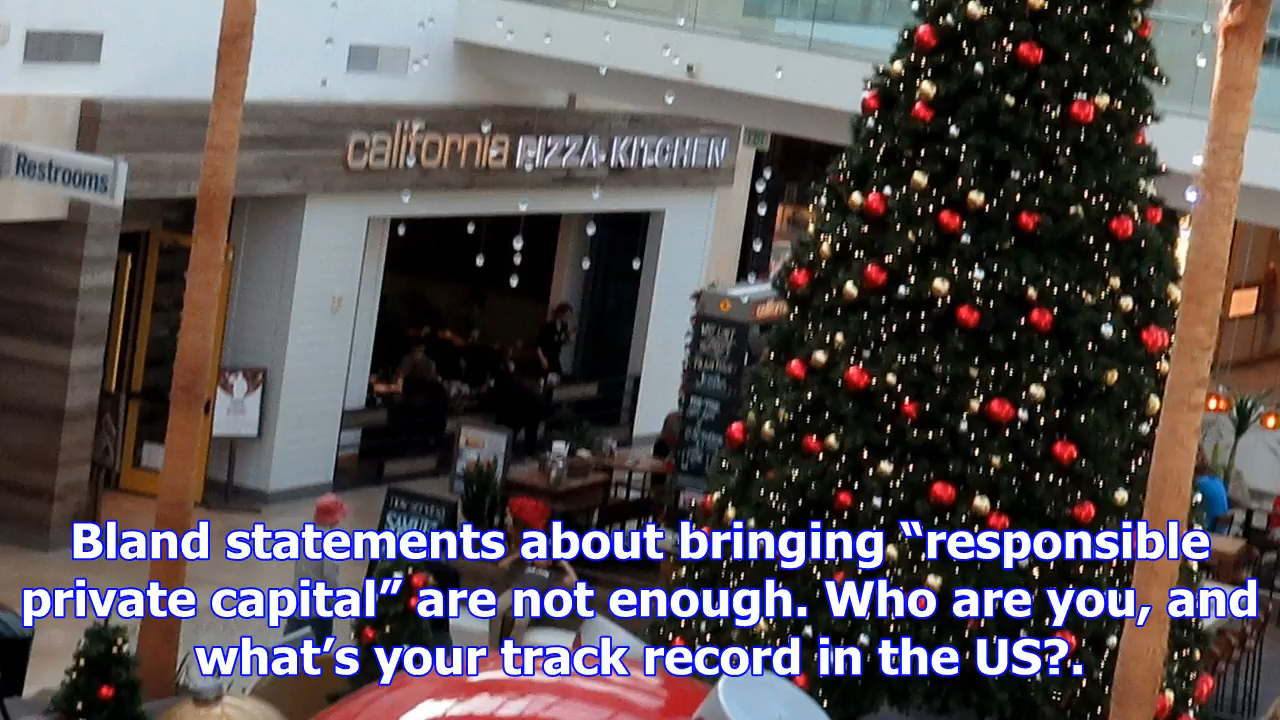 california PIZZA KITCHEN
Restrooms
Bland statements about bringing “responsible
private capital” are not enough. Who are you, and
what’s your track record in the US?.